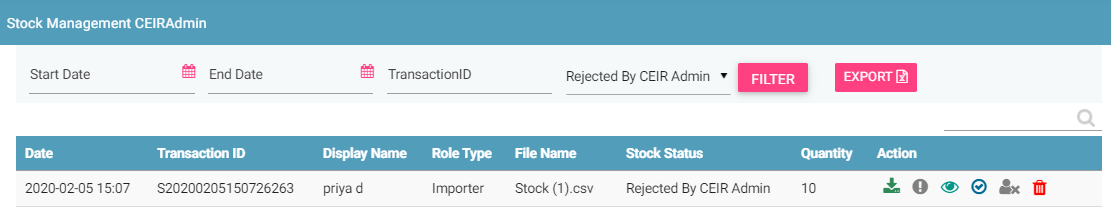 Stock Management CEIRAdmin
Start Date End Date TransactionID Rejected By CEIR Admin FILTER EXPORT
Date Transaction ID Display Name Role Type File Name Stock Status Quantity Action
2020-02-05 15:07 S20200205150726263 priya d Importer Stock (1).csv Rejected By CEIR Admin 10